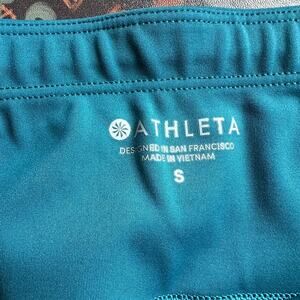 ATHLETA
DESIGNED IN SAN FRANCISCO
MADE IN VIETNAM
S